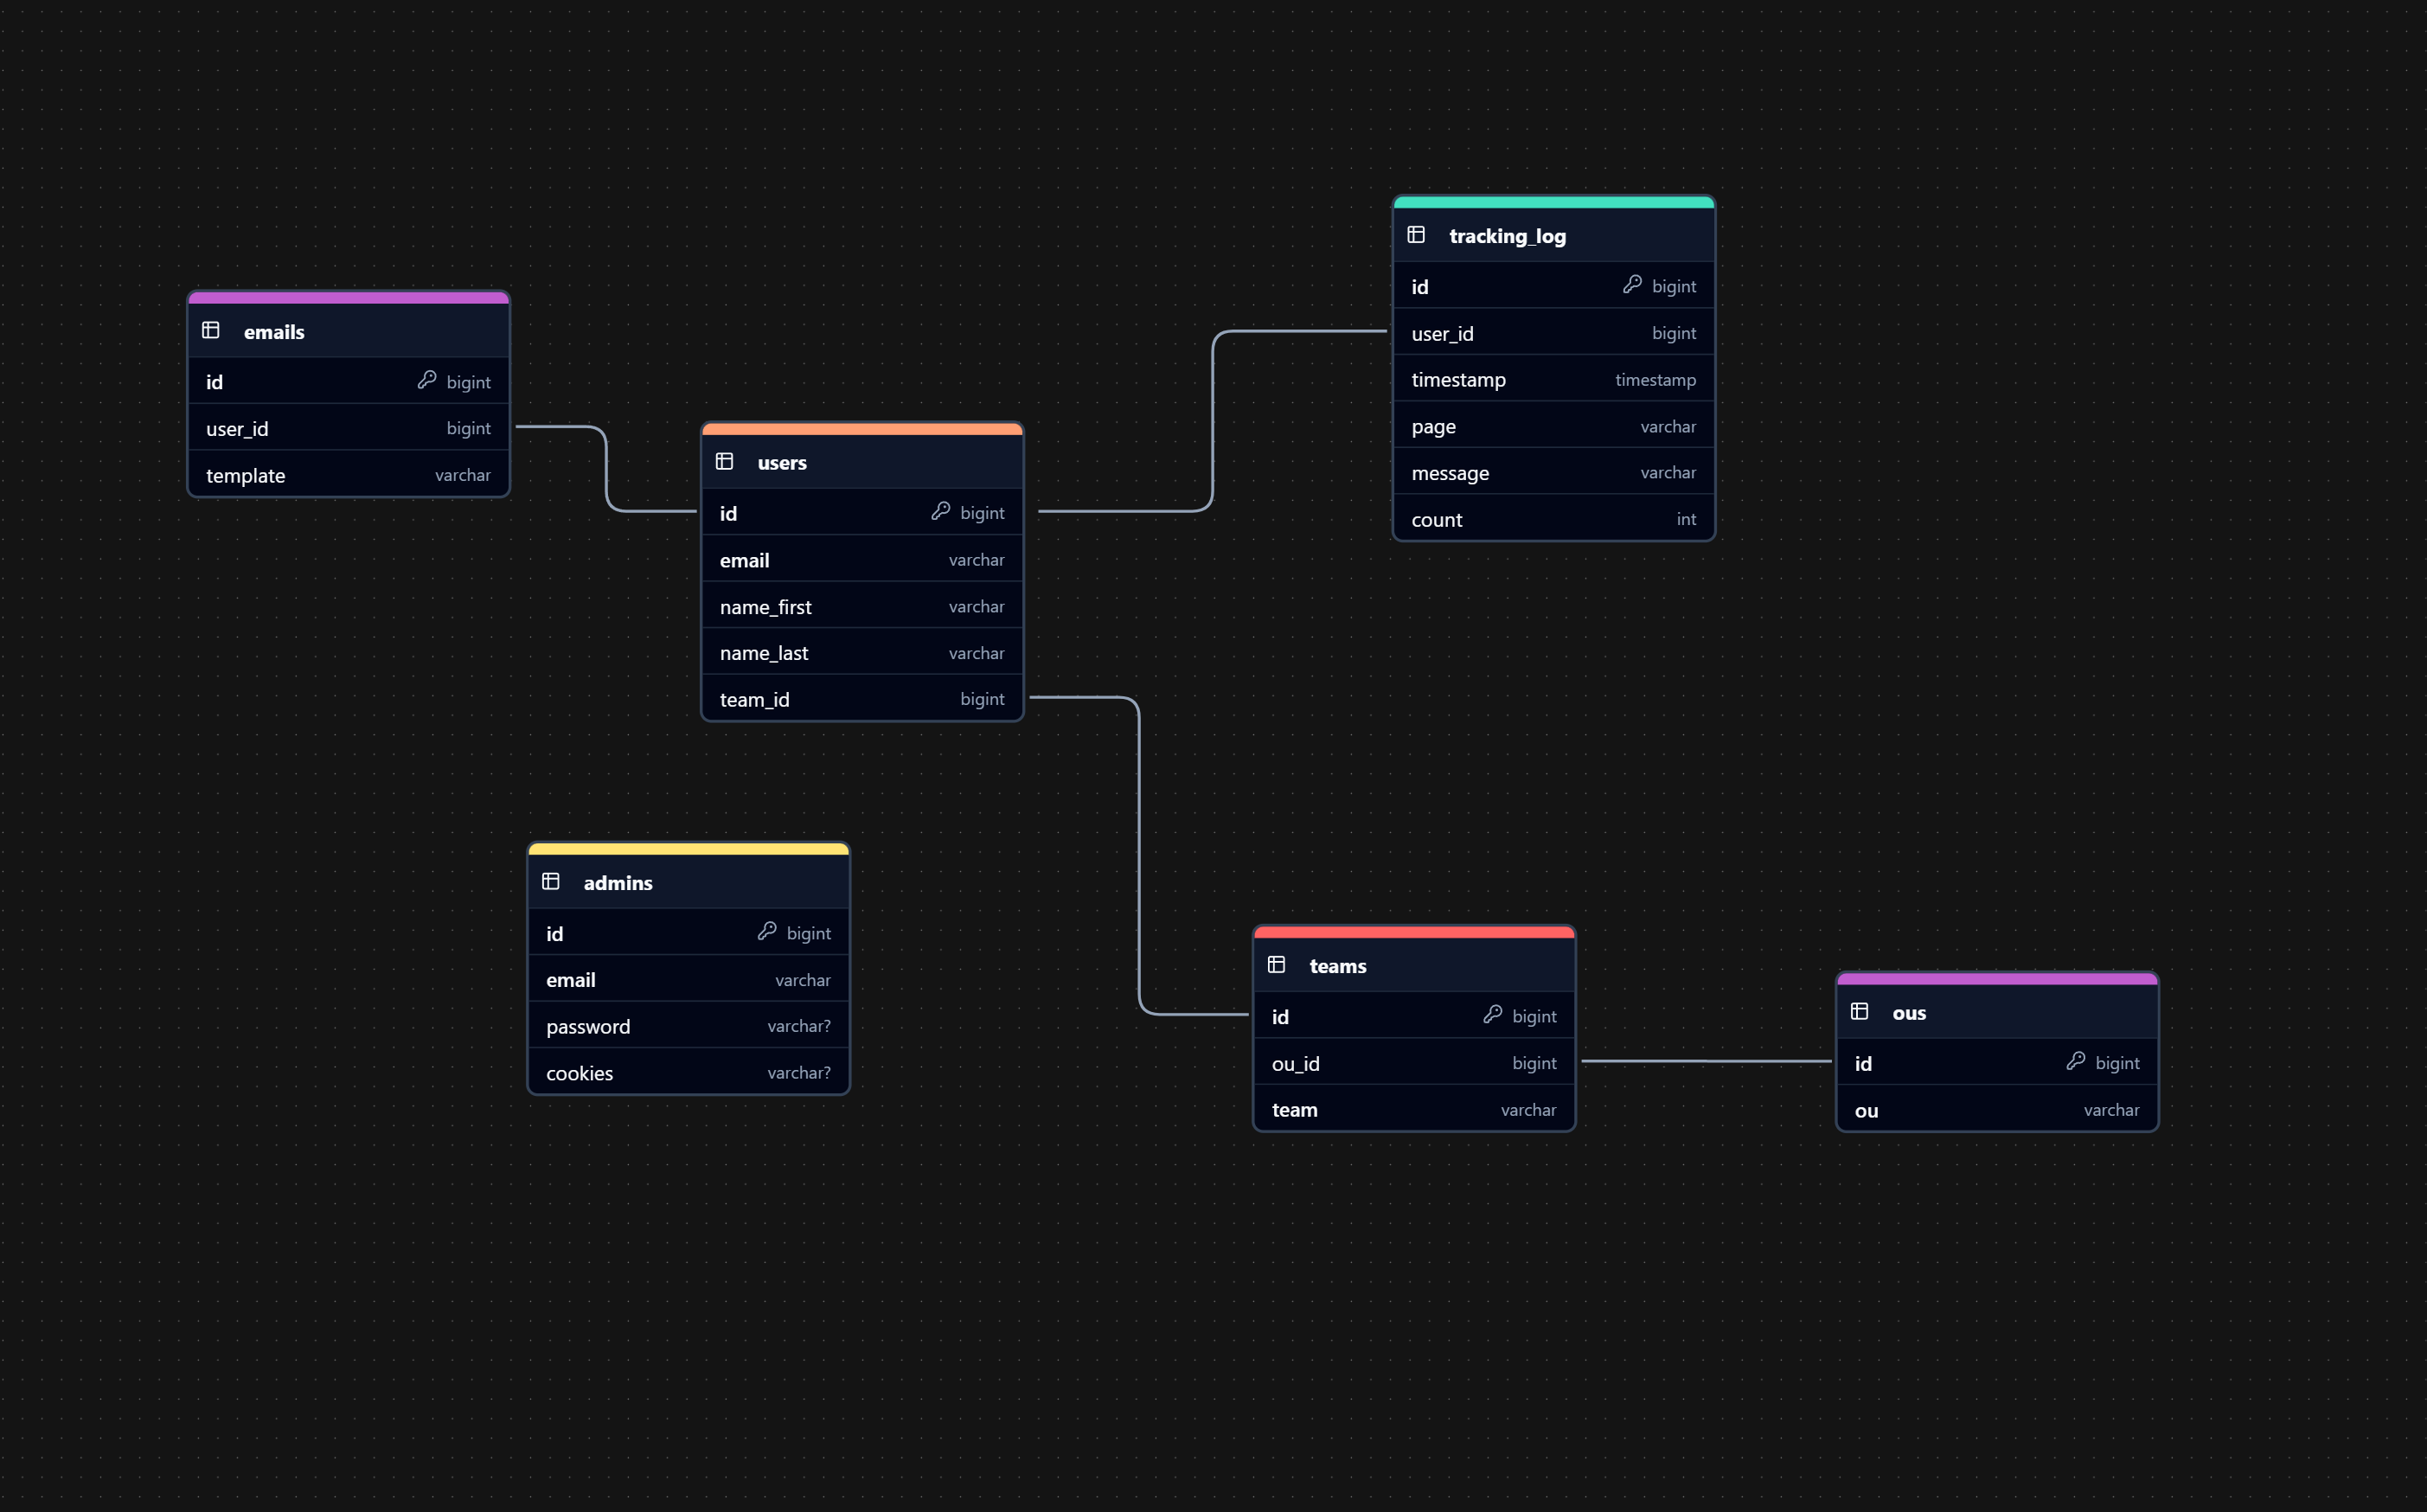 emails
id bigint
user_id bigint
template varchar
users
id bigint
email varchar
name_first varchar
name_last varchar
team_id bigint
tracking_log
id bigint
user_id bigint
timestamp timestamp
page varchar
message varchar
count int
admins
id bigint
email varchar
password varchar?
cookies varchar?
teams
id bigint
ou_id bigint
team varchar
ous
id bigint
ou varchar